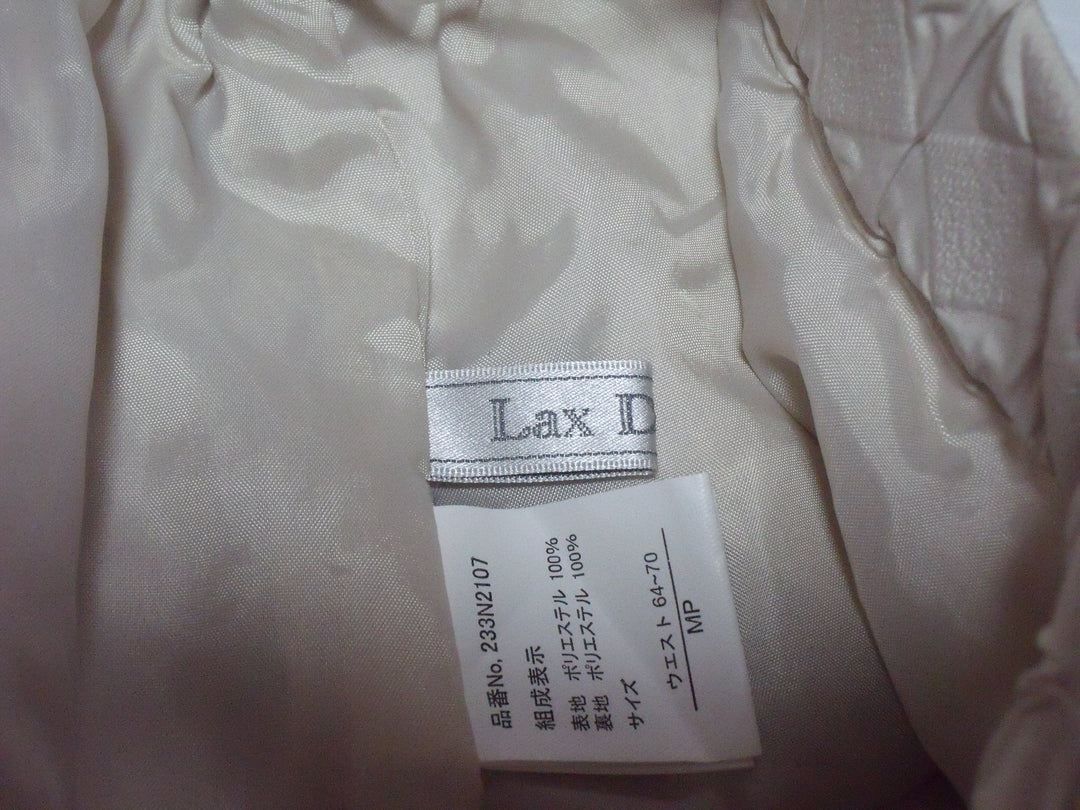 Lax D
品番No, 233N2107
組成表示
表地 ポリエステル 100%
裏地 ポリエステル 100%
サイズ
ウエスト 64~70
MP